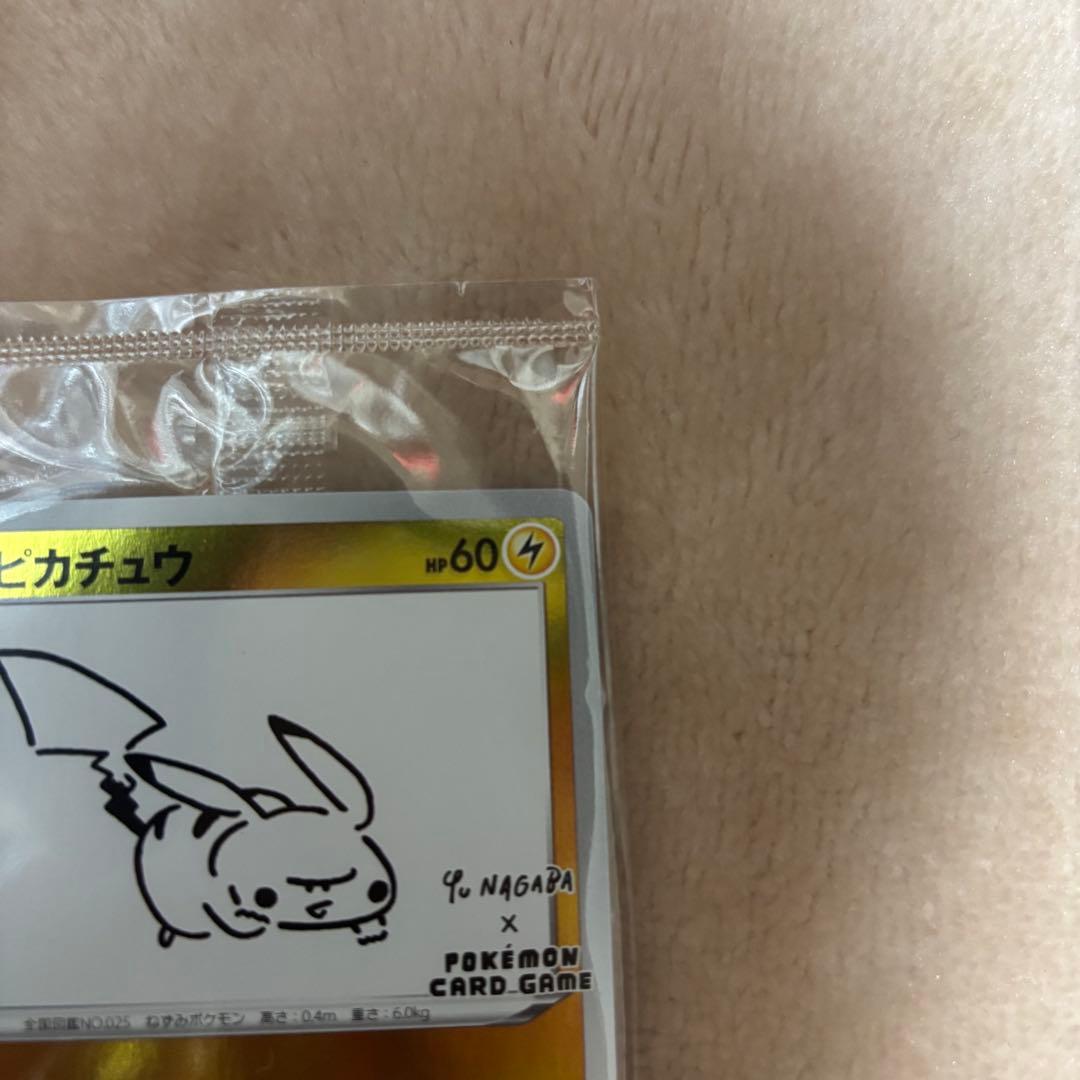 ピカチュウ HP60
Yu NAGABA
×
POKÉMON
CARD GAME
全国図鑑NO.025 ねずみポケモン 高さ：0.4m 重さ：6.0kg